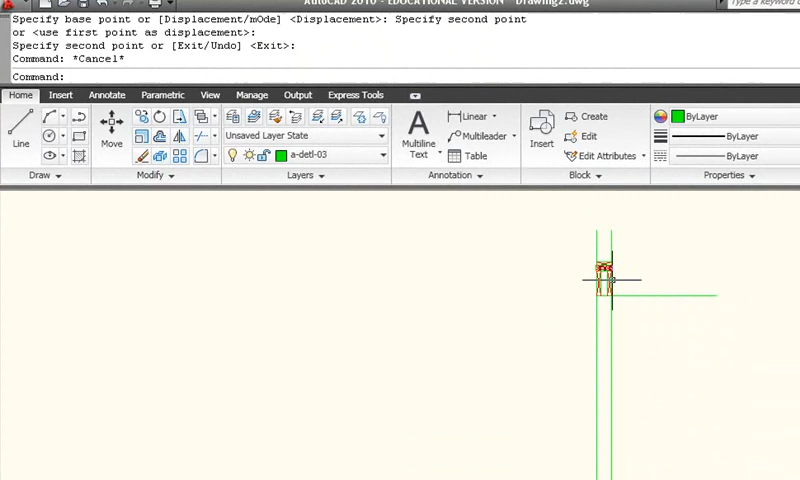 AutoCAD 2010 - EDUCATIONAL VERSION - Drawing2.dwg
Type a keyword o
Specify base point or [Displacement/mOde] <Displacement>: Specify second point
or <use first point as displacement>:
Specify second point or [Exit/Undo] <Exit>:
Command: *Cancel*
Command:
Home Insert Annotate Parametric View Manage Output Express Tools
Line
Move
Unsaved Layer State
a-detl-03
Multiline
Text
Linear
Multileader
Table
Insert
Create
Edit
Edit Attributes
ByLayer
ByLayer
ByLayer
Draw Modify Layers Annotation Block Properties